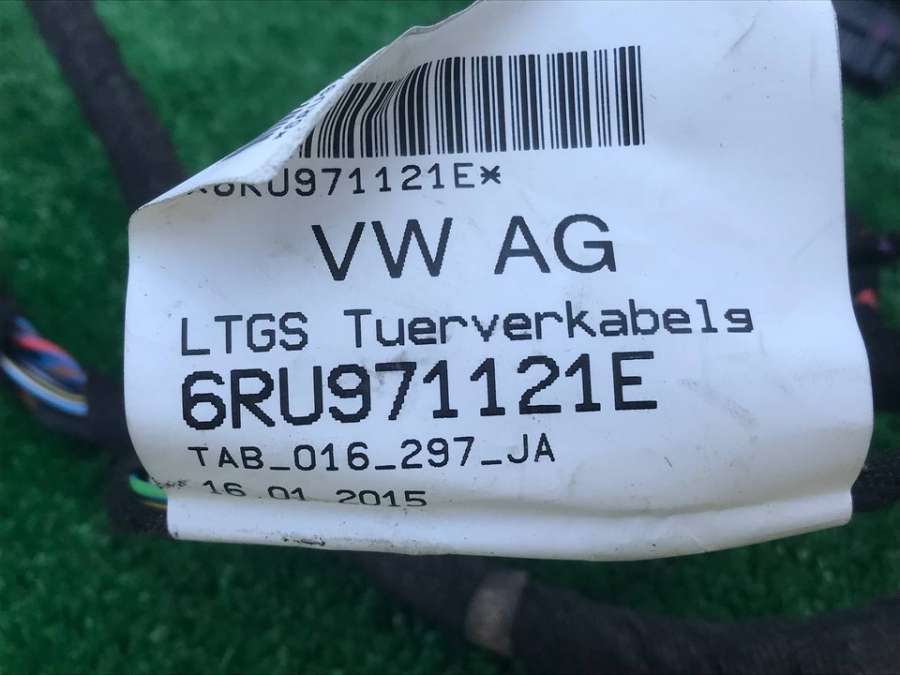 *6RU971121E*
VW AG
LTGS Tuerverkabelg
6RU971121E
TAB_016_297_JA
16.01.2015